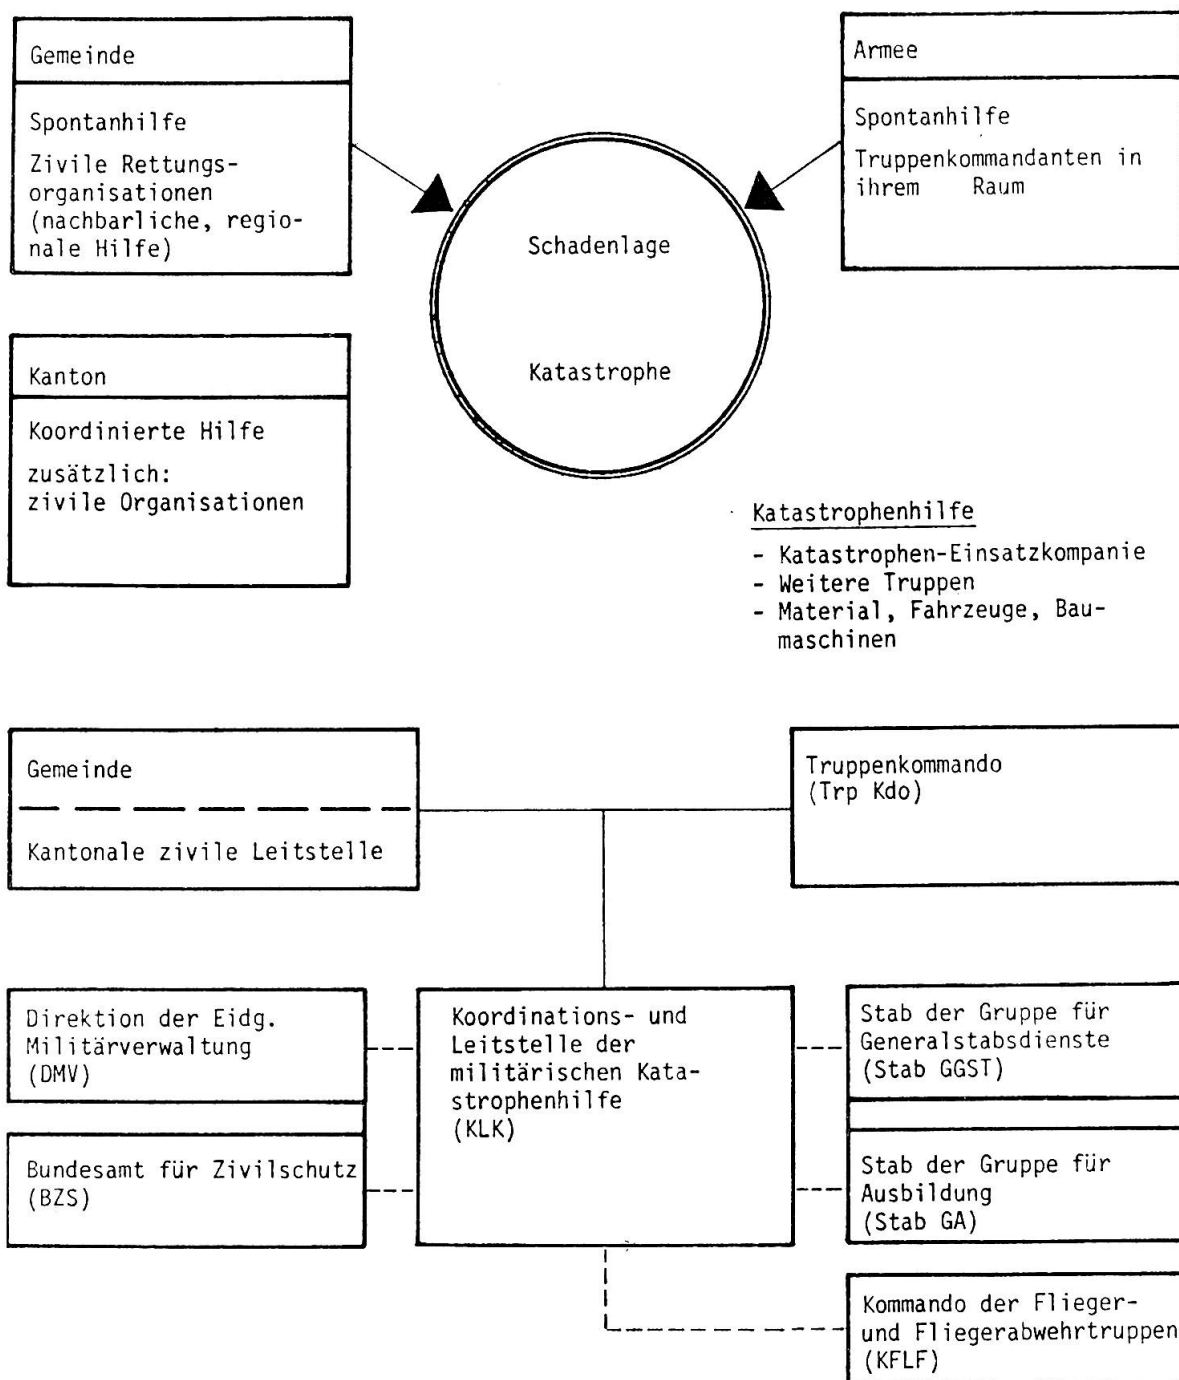 Gemeinde
Spontanhilfe
Zivile Rettungs-
organisationen
(nachbarliche, regio-
nale Hilfe)
Armee
Spontanhilfe
Truppenkommandanten in
ihrem Raum
Schadenlage
Katastrophe
Kanton
Koordinierte Hilfe
zusätzlich:
zivile Organisationen
Katastrophenhilfe
- Katastrophen-Einsatzkompanie
- Weitere Truppen
- Material, Fahrzeuge, Bau-
maschinen
Gemeinde
Kantonale zivile Leitstelle
Truppenkommando
(Trp Kdo)
Direktion der Eidg.
Militärverwaltung
(DMV)
Bundesamt für Zivilschutz
(BZS)
Koordinations- und
Leitstelle der
militärischen Kata-
strophenhilfe
(KLK)
Stab der Gruppe für
Generalstabsdienste
(Stab GGST)
Stab der Gruppe für
Ausbildung
(Stab GA)
Kommando der Flieger-
und Fliegerabwehrtruppen
(KFLF)